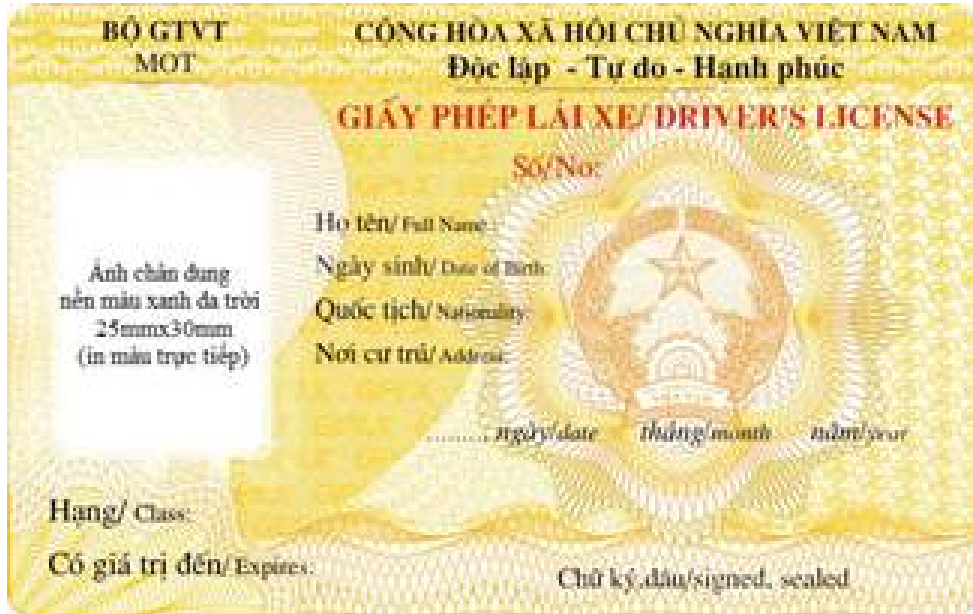 BỘ GTVT
MOT
CỘNG HÒA XÃ HỘI CHỦ NGHĨA VIỆT NAM
Độc lập - Tự do - Hạnh phúc
GIẤY PHÉP LÁI XE/ DRIVER'S LICENSE
Số/No:
Họ tên/ Full Name:
Ngày sinh/ Date of Birth:
Quốc tịch/ Nationality:
Nơi cư trú/ Address:
Ảnh chân dung
nền màu xanh da trời
25mmx30mm
(in màu trực tiếp)
.......... ngày/date tháng/month năm/year
Hạng/ Class:
Có giá trị đến/ Expires:
Chữ ký,dấu/signed, sealed